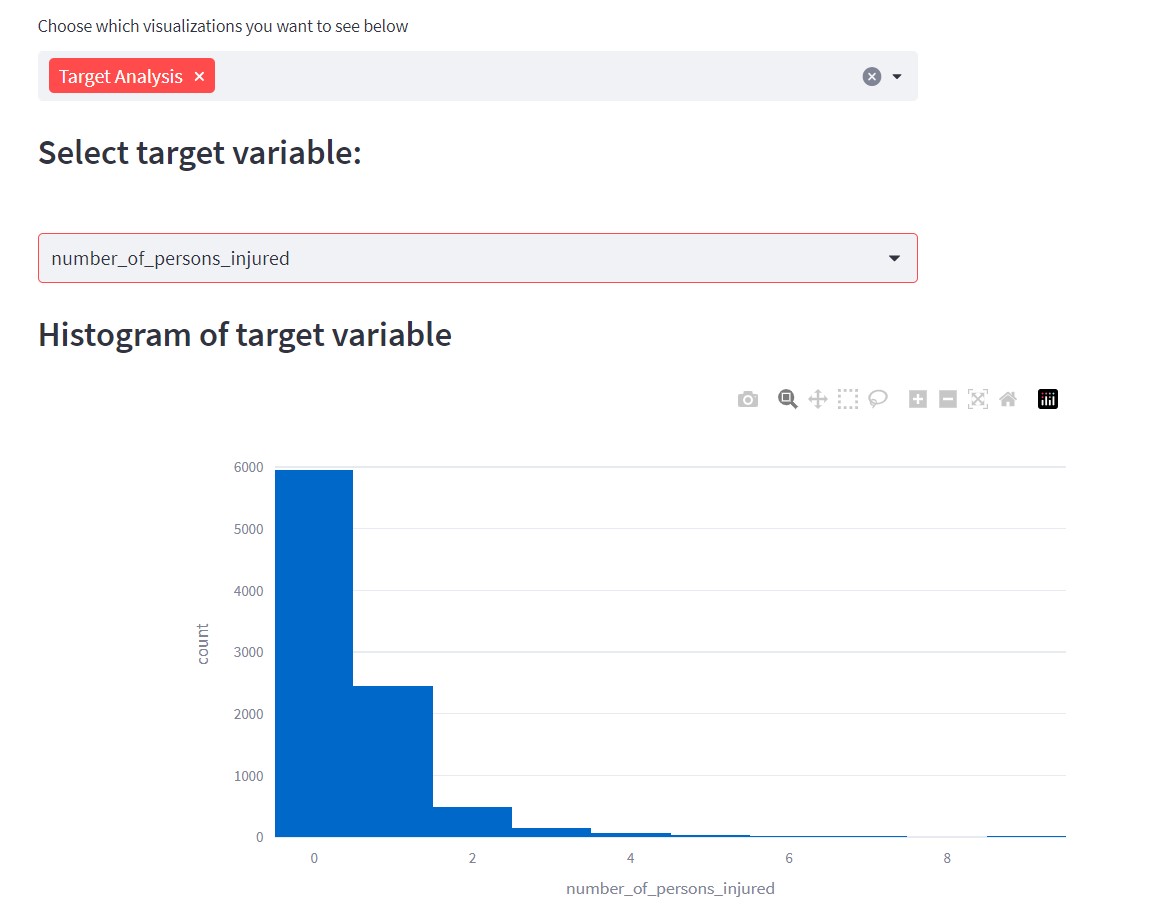 Choose which visualizations you want to see below
Target Analysis ×
Select target variable:
number_of_persons_injured
Histogram of target variable
6000
5000
4000
3000
2000
1000
0
count
0 2 4 6 8
number_of_persons_injured